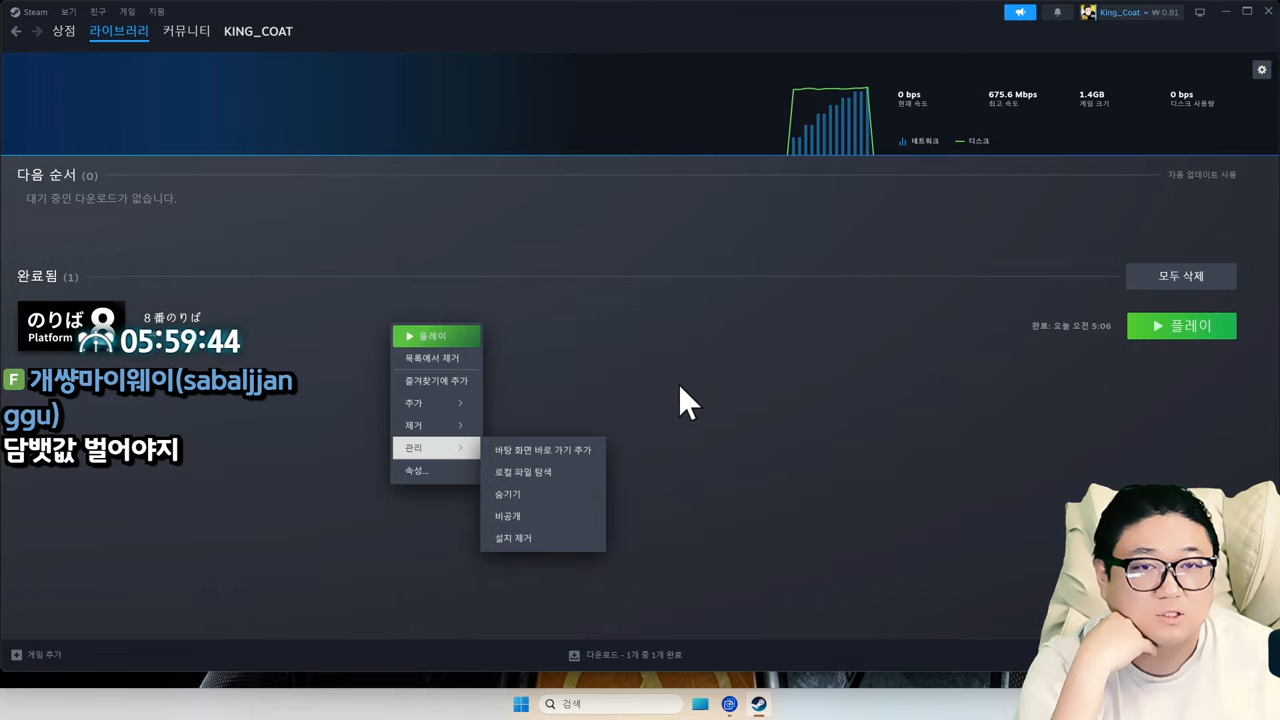 Steam 보기 친구 게임 지원
King_Coat ₩ 0.81
상점 라이브러리 커뮤니티 KING_COAT
0 bps 675.6 Mbps 1.4GB 0 bps
현재 속도 최고 속도 게임 크기 디스크 사용량
네트워크 디스크
다음 순서 (0)
자동 업데이트 사용
대기 중인 다운로드가 없습니다.
완료됨 (1)
모두 삭제
のりば 8
Platform
8番のりば
05:59:44
완료: 오늘 오전 5:06
플레이
F 개썅마이웨이(sabaljjan
ggu)
담뱃값 벌어야지
플레이
목록에서 제거
즐겨찾기에 추가
추가
제거
관리
속성...
바탕 화면 바로 가기 추가
로컬 파일 탐색
숨기기
비공개
설치 제거
게임 추가
다운로드 - 1개 중 1개 완료
검색